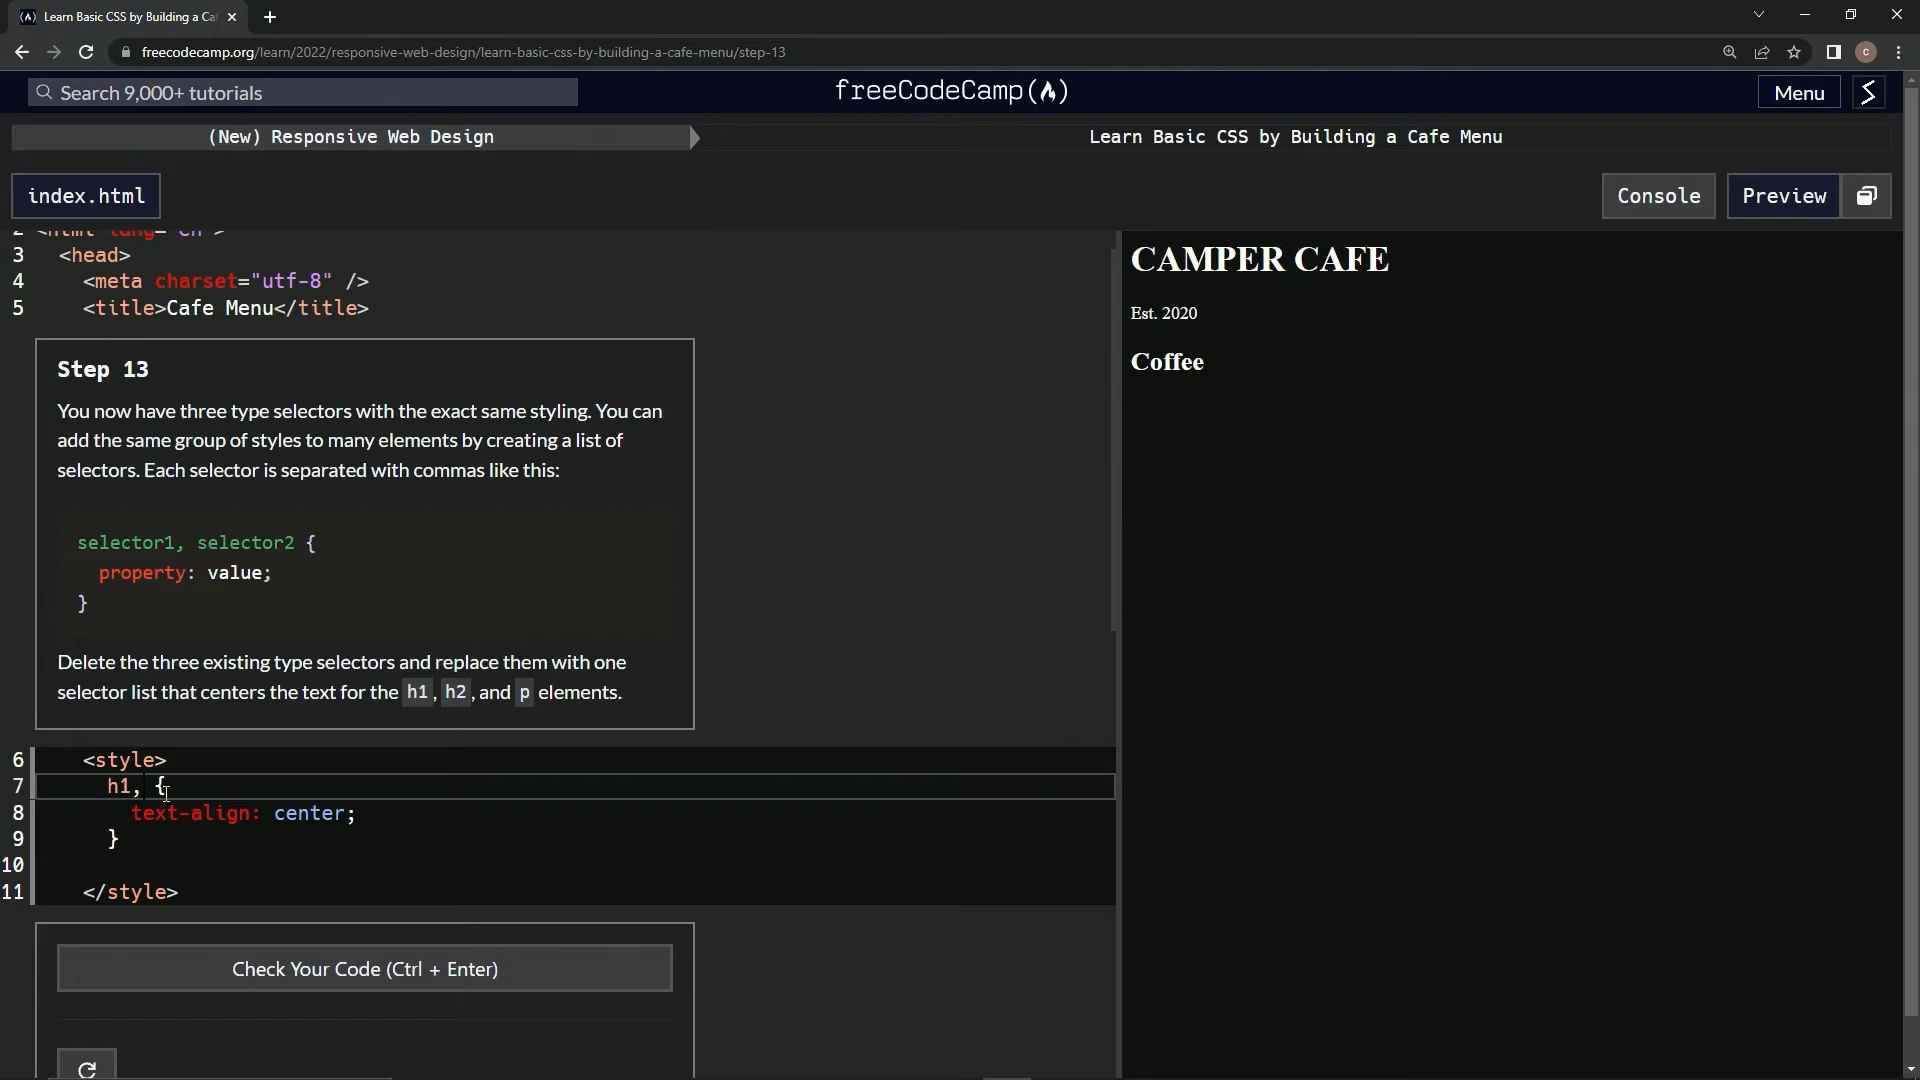 Learn Basic CSS by Building a Ca
freecodecamp.org/learn/2022/responsive-web-design/learn-basic-css-by-building-a-cafe-menu/step-13
c
Search 9,000+ tutorials
freeCodeCamp
Menu
(New) Responsive Web Design
Learn Basic CSS by Building a Cafe Menu
index.html
Console
Preview
2 <html lang="en">
3 <head>
4 <meta charset="utf-8" />
5 <title>Cafe Menu</title>
Step 13
You now have three type selectors with the exact same styling. You can
add the same group of styles to many elements by creating a list of
selectors. Each selector is separated with commas like this:
selector1, selector2 {
property: value;
}
Delete the three existing type selectors and replace them with one
selector list that centers the text for the h1, h2, and p elements.
6 <style>
7 h1, {
8 text-align: center;
9 }
10
11 </style>
Check Your Code (Ctrl + Enter)
CAMPER CAFE
Est. 2020
Coffee